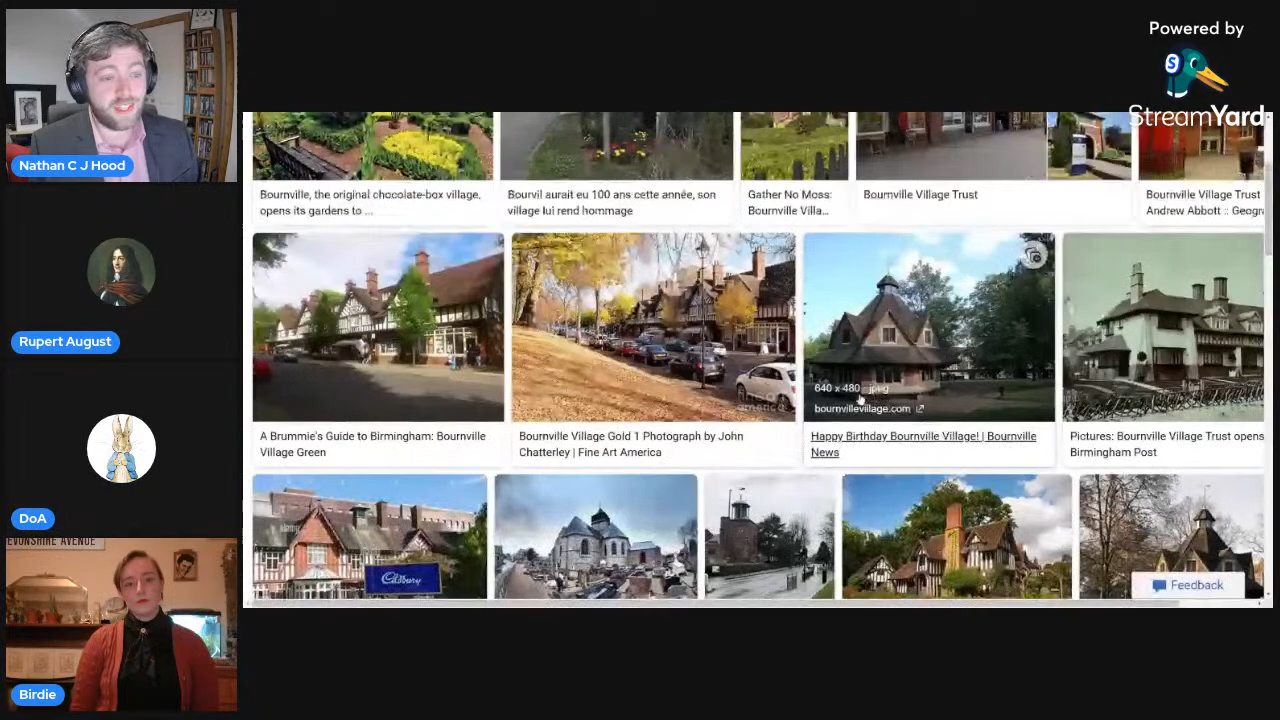 Powered by
StreamYard
Nathan C J Hood
Rupert August
DoA
EVONSHIRE AVENUE
Birdie
Bournville, the original chocolate-box village,
opens its gardens to ...
Bourvil aurait eu 100 ans cette année, son
village lui rend hommage
Gather No Moss:
Bournville Villa...
Bournville Village Trust
Bournville Village Trust
Andrew Abbott :: Geogra
640 x 480 · jpeg
bournvillevillage.com
A Brummie's Guide to Birmingham: Bournville
Village Green
Bournville Village Gold 1 Photograph by John
Chatterley | Fine Art America
Happy Birthday Bournville Village! | Bournville
News
Pictures: Bournville Village Trust opens
Birmingham Post
Cadbury
Feedback